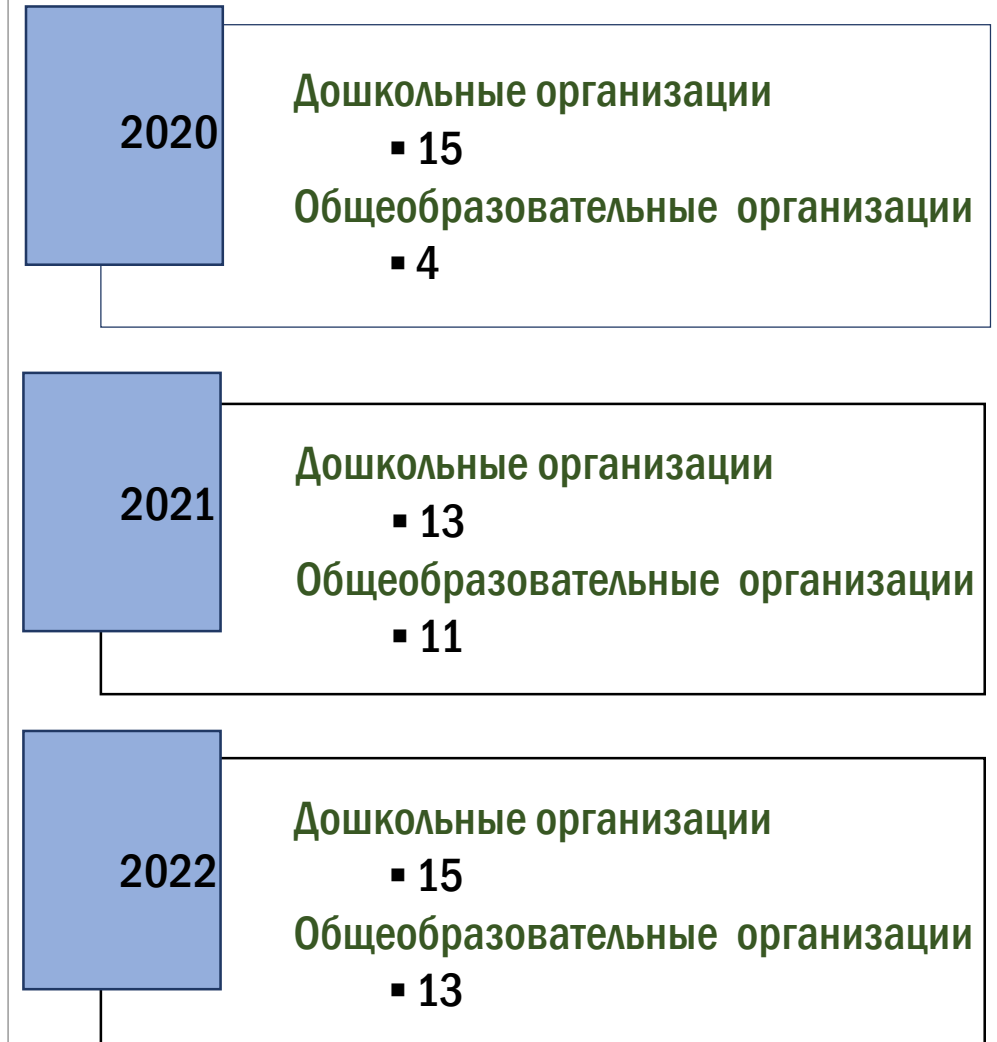 2020
Дошкольные организации
▪ 15
Общеобразовательные организации
▪ 4
2021
Дошкольные организации
▪ 13
Общеобразовательные организации
▪ 11
2022
Дошкольные организации
▪ 15
Общеобразовательные организации
▪ 13